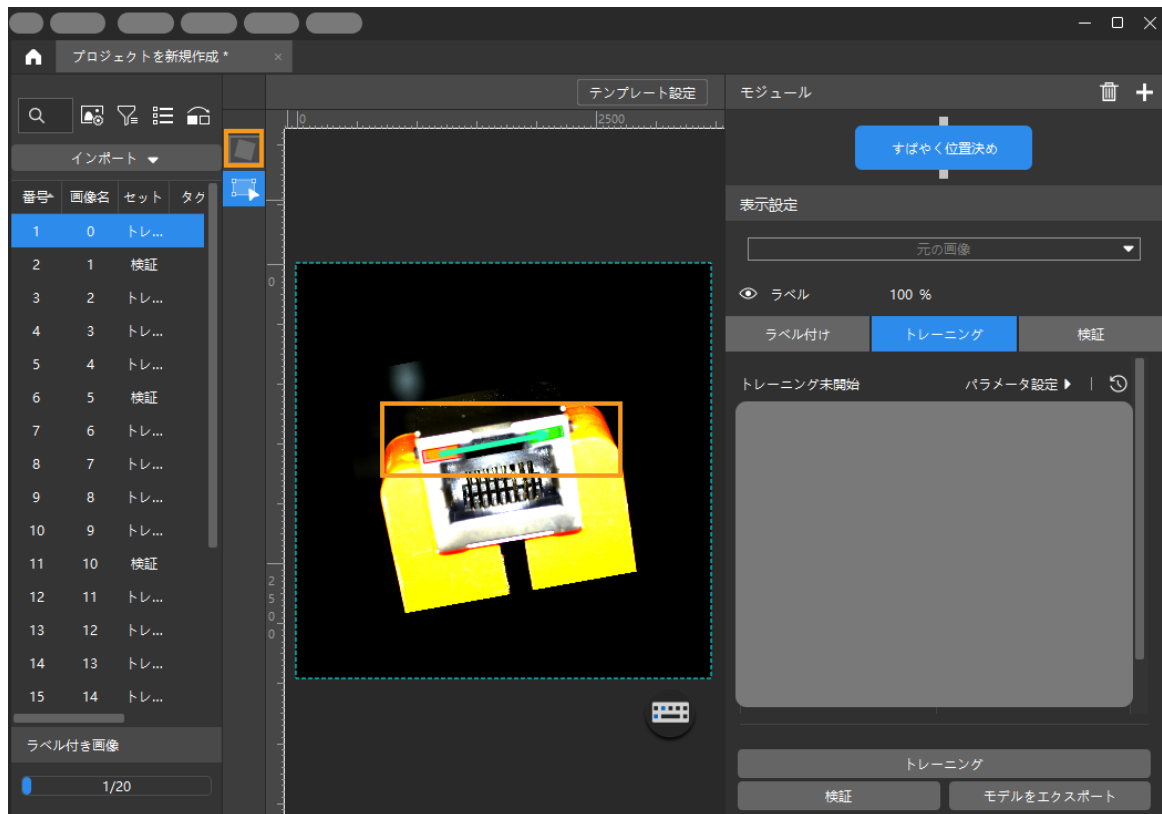 プロジェクトを新規作成 *
テンプレート設定
モジュール
インポート
0
2500
すばやく位置決め
番号
画像名
セット
タグ
表示設定
1 0 トレ...
元の画像
2 1 検証
0
3 2 トレ...
ラベル
100 %
4 3 トレ...
ラベル付け
トレーニング
検証
5 4 トレ...
トレーニング未開始
パラメータ設定
6 5 検証
7 6 トレ...
8 7 トレ...
9 8 トレ...
10 9 トレ...
11 10 検証
2500
12 11 トレ...
13 12 トレ...
14 13 トレ...
15 14 トレ...
ラベル付き画像
トレーニング
1/20
検証
モデルをエクスポート